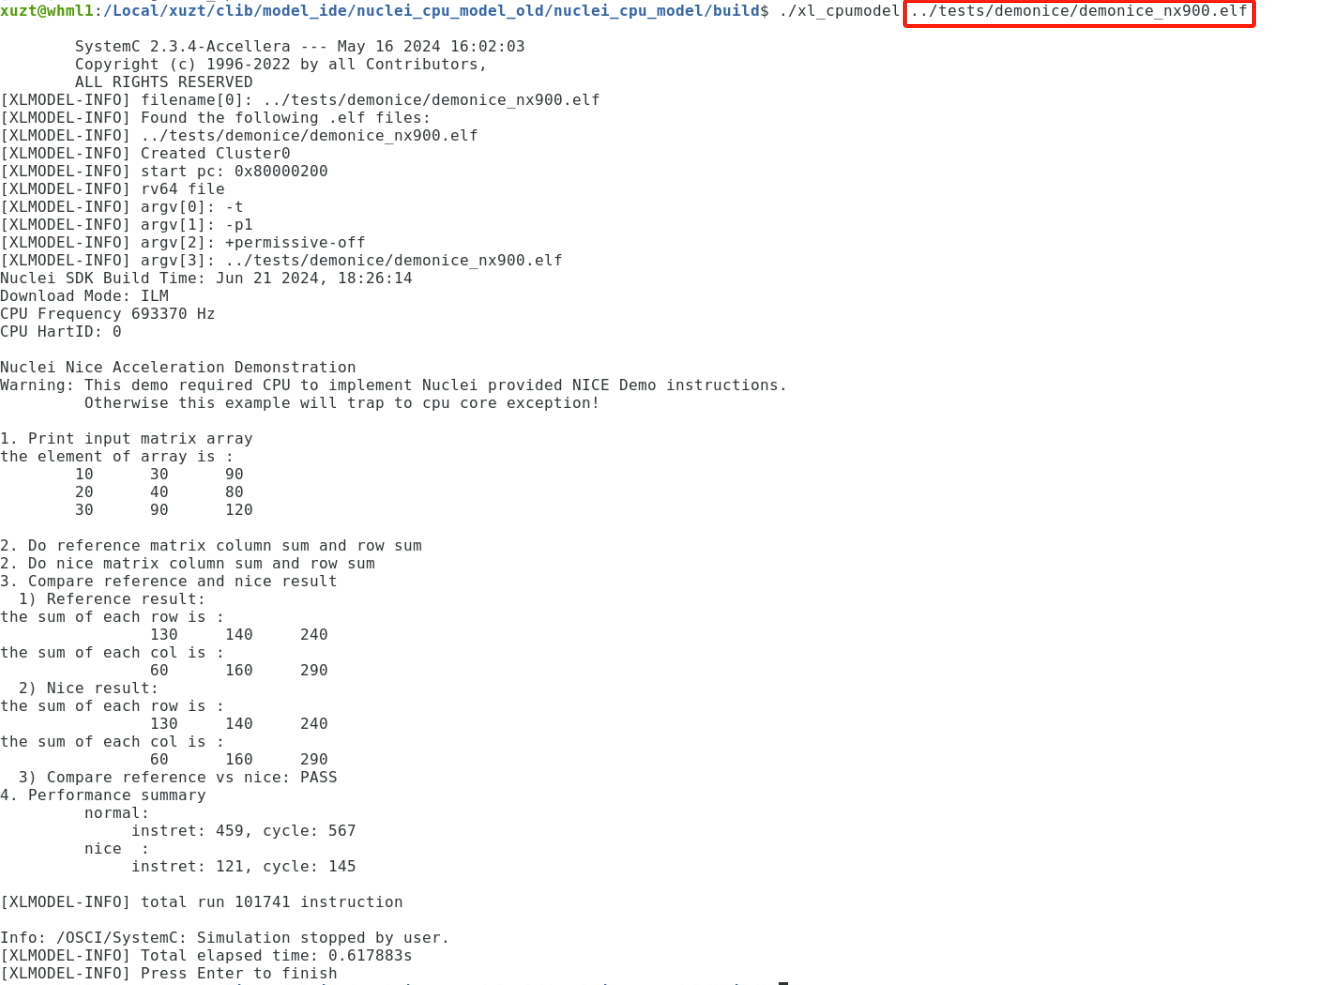 xuzt@whml1:/Local/xuzt/clib/model_ide/nuclei_cpu_model_old/nuclei_cpu_model/build$ ./xl_cpumodel ../tests/demonice/demonice_nx900.elf
SystemC 2.3.4-Accellera --- May 16 2024 16:02:03
Copyright (c) 1996-2022 by all Contributors,
ALL RIGHTS RESERVED
[XLMODEL-INFO] filename[0]: ../tests/demonice/demonice_nx900.elf
[XLMODEL-INFO] Found the following .elf files:
[XLMODEL-INFO] ../tests/demonice/demonice_nx900.elf
[XLMODEL-INFO] Created Cluster0
[XLMODEL-INFO] start pc: 0x80000200
[XLMODEL-INFO] rv64 file
[XLMODEL-INFO] argv[0]: -t
[XLMODEL-INFO] argv[1]: -p1
[XLMODEL-INFO] argv[2]: +permissive-off
[XLMODEL-INFO] argv[3]: ../tests/demonice/demonice_nx900.elf
Nuclei SDK Build Time: Jun 21 2024, 18:26:14
Download Mode: ILM
CPU Frequency 693370 Hz
CPU HartID: 0
Nuclei Nice Acceleration Demonstration
Warning: This demo required CPU to implement Nuclei provided NICE Demo instructions.
Otherwise this example will trap to cpu core exception!
1. Print input matrix array
the element of array is :
10 30 90
20 40 80
30 90 120
2. Do reference matrix column sum and row sum
2. Do nice matrix column sum and row sum
3. Compare reference and nice result
1) Reference result:
the sum of each row is :
130 140 240
the sum of each col is :
60 160 290
2) Nice result:
the sum of each row is :
130 140 240
the sum of each col is :
60 160 290
3) Compare reference vs nice: PASS
4. Performance summary
normal:
instret: 459, cycle: 567
nice :
instret: 121, cycle: 145
[XLMODEL-INFO] total run 101741 instruction
Info: /OSCI/SystemC: Simulation stopped by user.
[XLMODEL-INFO] Total elapsed time: 0.617883s
[XLMODEL-INFO] Press Enter to finish